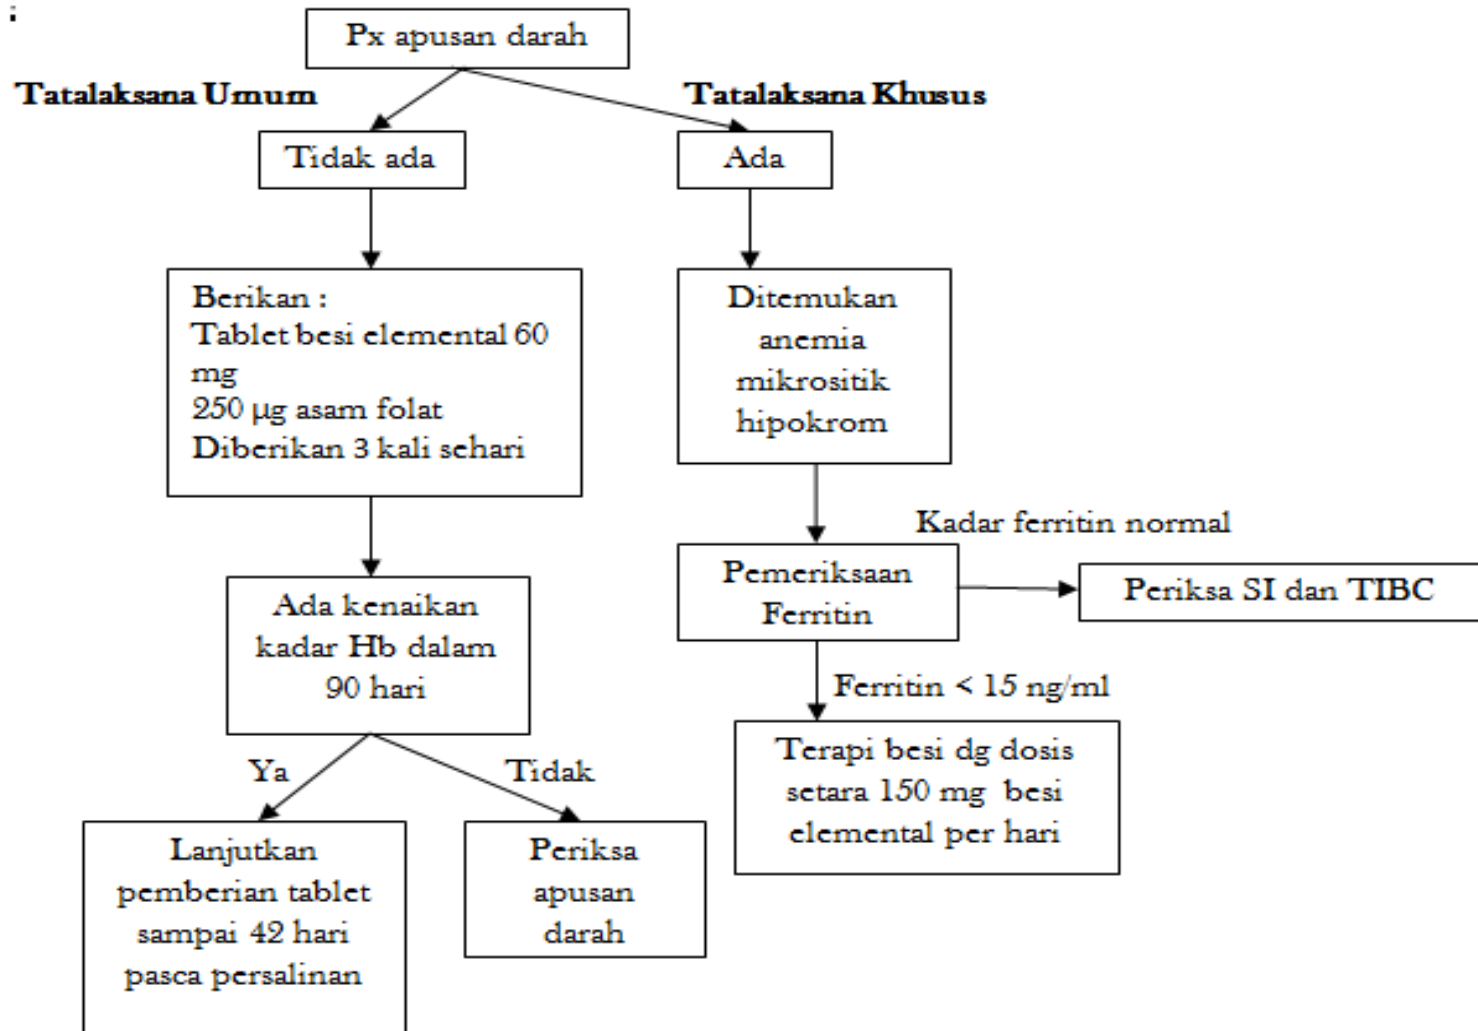 :
Px apusan darah
Tatalaksana Umum
Tatalaksana Khusus
Tidak ada
Ada
Berikan :
Tablet besi elemental 60
mg
250 µg asam folat
Diberikan 3 kali sehari
Ditemukan
anemia
mikrositik
hipokrom
Kadar ferritin normal
Pemeriksaan
Ferritin
Periksa SI dan TIBC
Ada kenaikan
kadar Hb dalam
90 hari
Ferritin < 15 ng/ml
Terapi besi dg dosis
setara 150 mg besi
elemental per hari
Ya
Tidak
Lanjutkan
pemberian tablet
sampai 42 hari
pasca persalinan
Periksa
apusan
darah